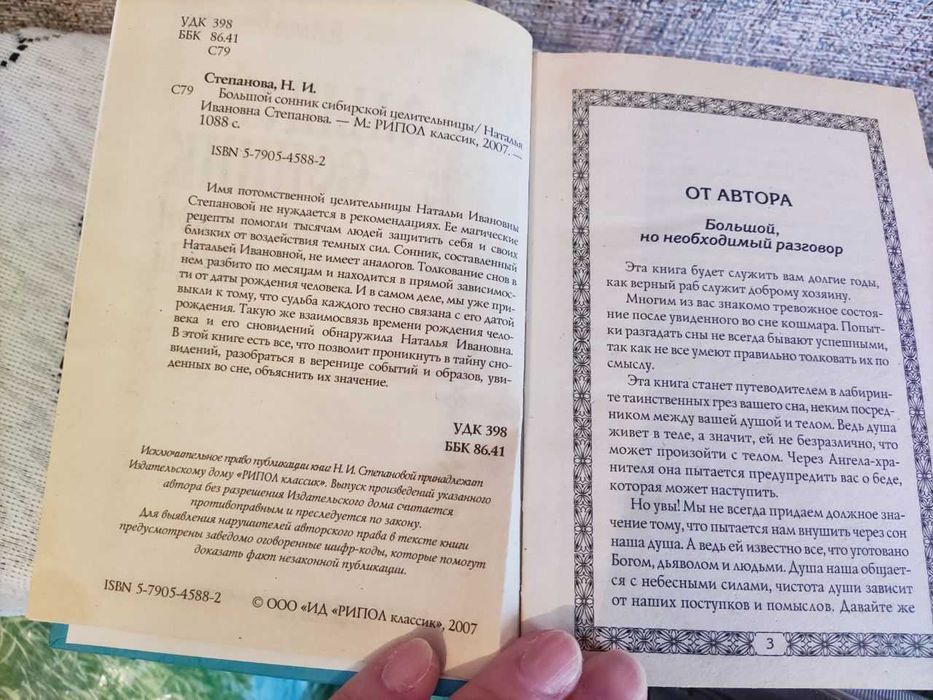 УДК 398
ББК 86.41
С79
Степанова, Н. И.
С79 Большой сонник сибирской целительницы/ Наталья
Ивановна Степанова. — М.: РИПОЛ классик, 2007. —
1088 с.
ISBN 5-7905-4588-2
Имя потомственной целительницы Натальи Ивановны
Степановой не нуждается в рекомендациях. Ее магические
рецепты помогли тысячам людей защитить себя и своих
близких от воздействия темных сил. Сонник, составленный
Натальей Ивановной, не имеет аналогов. Толкование снов в
нем разбито по месяцам и находится в прямой зависимос-
ти от даты рождения человека. И в самом деле, мы уже при-
выкли к тому, что судьба каждого тесно связана с его датой
рождения. Такую же взаимосвязь времени рождения чело-
века и его сновидений обнаружила Наталья Ивановна.
В этой книге есть все, что позволит проникнуть в тайну сно-
видений, разобраться в веренице событий и образов, уви-
денных во сне, объяснить их значение.
УДК 398
ББК 86.41
Исключительное право публикации книг Н. И. Степановой принадлежит
Издательскому дому «РИПОЛ классик». Выпуск произведений указанного
автора без разрешения Издательского дома считается
противоправным и преследуется по закону.
Для выявления нарушителей авторского права в тексте книги
предусмотрены заведомо оговоренные шифр-коды, которые помогут
доказать факт незаконной публикации.
ISBN 5-7905-4588-2
© ООО «ИД «РИПОЛ классик», 2007
ОТ АВТОРА
Большой,
но необходимый разговор
Эта книга будет служить вам долгие годы,
как верный раб служит доброму хозяину.
Многим из вас знакомо тревожное состоя-
ние после увиденного во сне кошмара. Попыт-
ки разгадать сны не всегда бывают успешными,
так как не все умеют правильно толковать их по
смыслу.
Эта книга станет путеводителем в лабирин-
те таинственных грез вашего сна, неким посред-
ником между вашей душой и телом. Ведь душа
живет в теле, а значит, ей не безразлично, что
может произойти с телом. Через Ангела-хра-
нителя она пытается предупредить вас о беде,
которая может наступить.
Но увы! Мы не всегда придаем должное зна-
чение тому, что пытается нам внушить через сон
наша душа. А ведь ей известно все, что уготовано
Богом, дьяволом и людьми. Душа наша общает-
ся с небесными силами, чистота души зависит
от наших поступков и помыслов. Давайте же
3